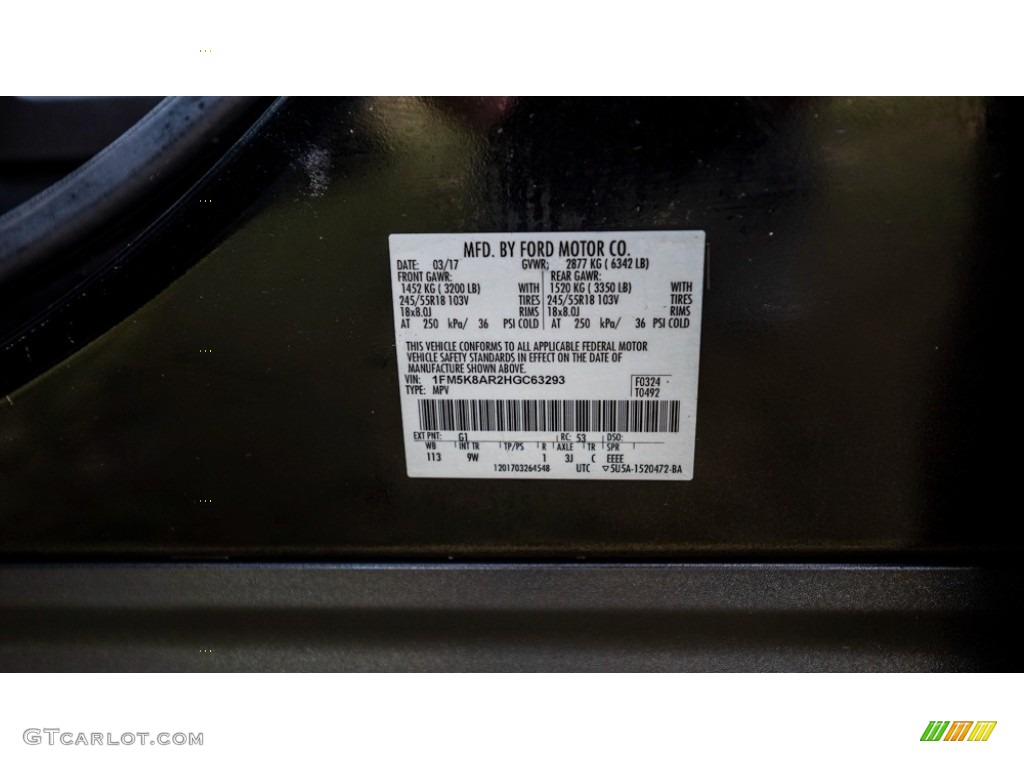 MFD. BY FORD MOTOR CO.
DATE: 03/17 GVWR: 2877 KG ( 6342 LB)
FRONT GAWR: REAR GAWR:
1452 KG ( 3200 LB) WITH 1520 KG ( 3350 LB) WITH
245/55R18 103V TIRES 245/55R18 103V TIRES
18x8.0J RIMS 18x8.0J RIMS
AT 250 kPa/ 36 PSI COLD AT 250 kPa/ 36 PSI COLD
THIS VEHICLE CONFORMS TO ALL APPLICABLE FEDERAL MOTOR
VEHICLE SAFETY STANDARDS IN EFFECT ON THE DATE OF
MANUFACTURE SHOWN ABOVE.
VIN: 1FM5K8AR2HGC63293 F0324
TYPE: MPV T0492
EXT PNT: G1 RC: 53 DSO:
WB INT TR TP/PS R AXLE TR SPR
113 9W 1 3J C EEEE
1201703264548 UTC ▽5U5A-1520472-BA
GTCARLOT.COM